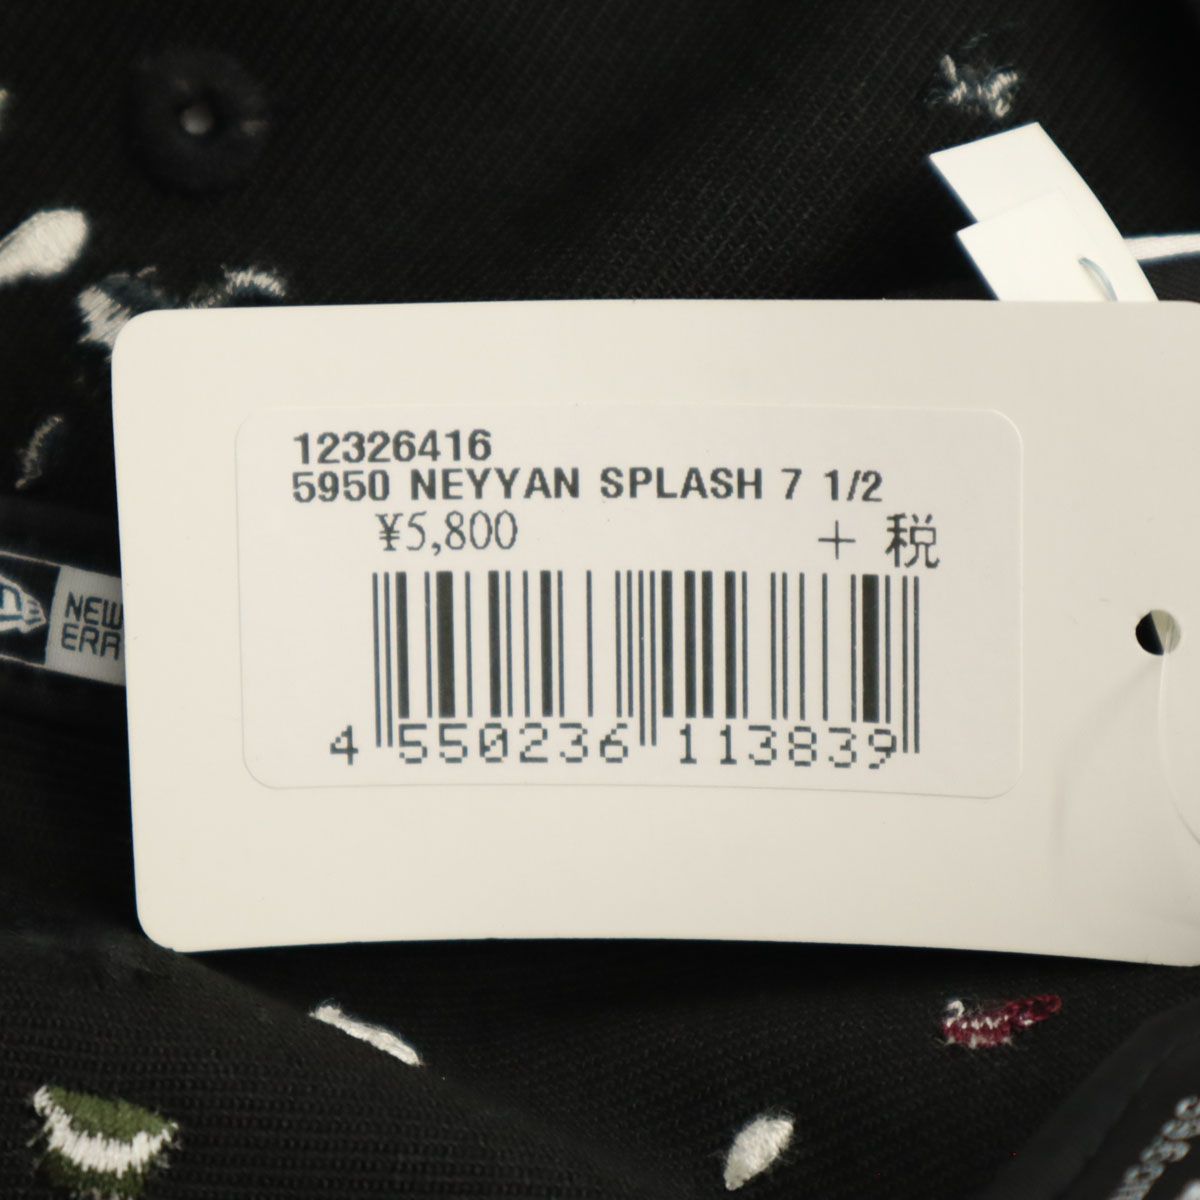 12326416
5950 NEYYAN SPLASH 7 1/2
¥5,800 + 税
4 550236 113839
NEW
ERA